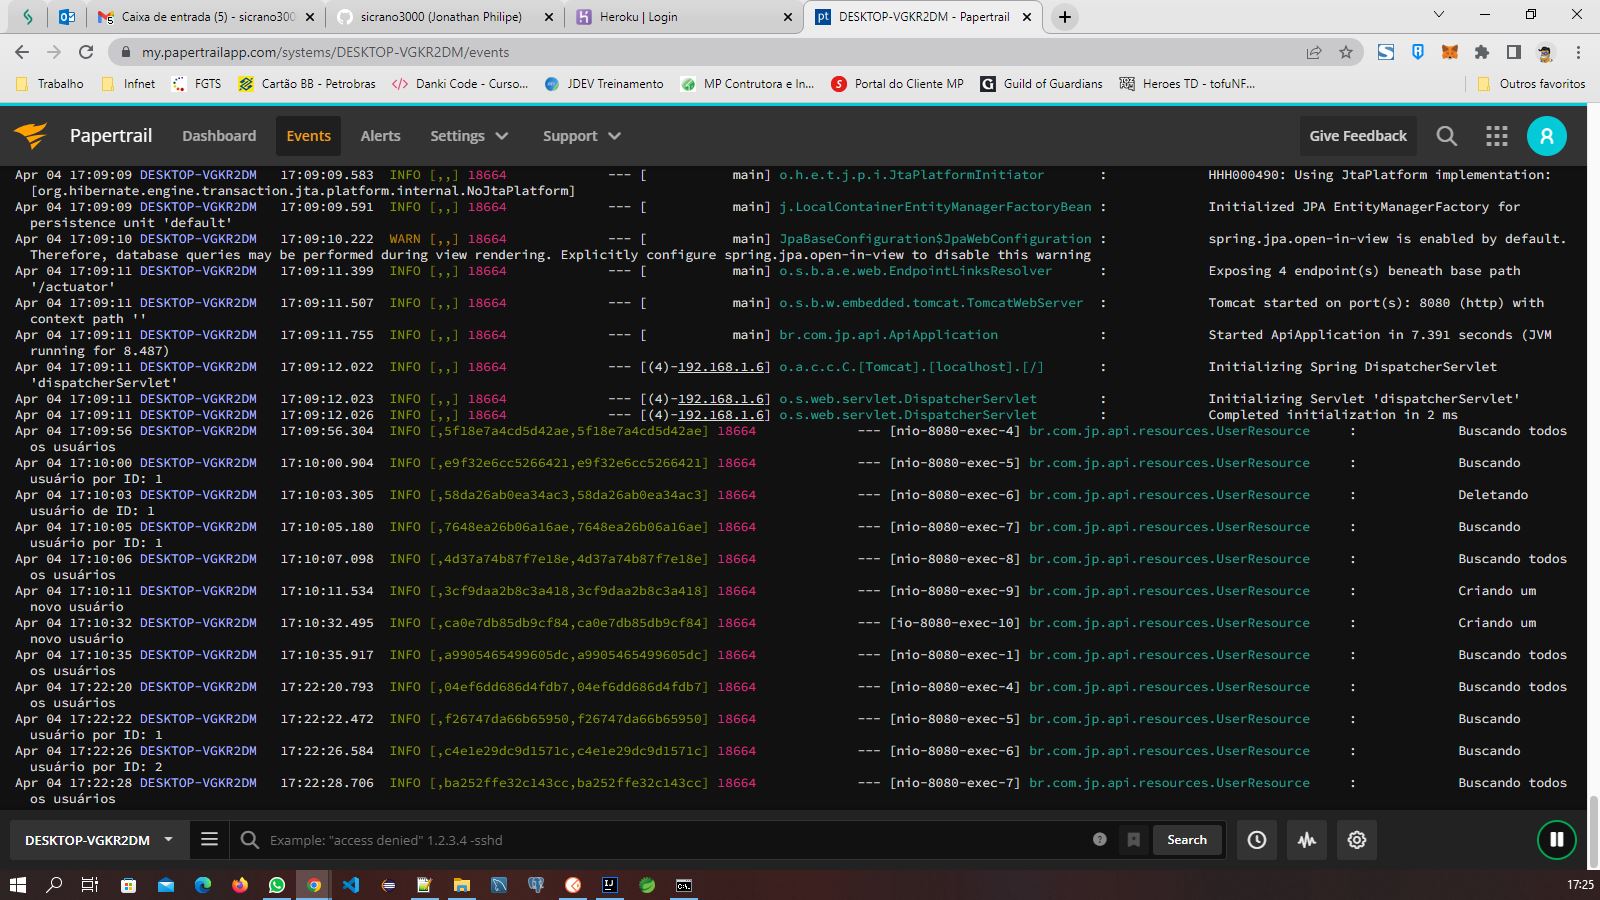 Caixa de entrada (5) - sicrano300
sicrano3000 (Jonathan Philipe)
Heroku | Login
pt DESKTOP-VGKR2DM - Papertrail
my.papertrailapp.com/systems/DESKTOP-VGKR2DM/events
Trabalho Infnet FGTS Cartão BB - Petrobras Danki Code - Curso... JDEV Treinamento MP Contrutora e In... Portal do Cliente MP Guild of Guardians Heroes TD - tofuNF... Outros favoritos
Papertrail Dashboard Events Alerts Settings Support Give Feedback
Apr 04 17:09:09 DESKTOP-VGKR2DM 17:09:09.583 INFO [,,] 18664 --- [ main] o.h.e.t.j.p.i.JtaPlatformInitiator : HHH000490: Using JtaPlatform implementation:
[org.hibernate.engine.transaction.jta.platform.internal.NoJtaPlatform]
Apr 04 17:09:09 DESKTOP-VGKR2DM 17:09:09.591 INFO [,,] 18664 --- [ main] j.LocalContainerEntityManagerFactoryBean : Initialized JPA EntityManagerFactory for
persistence unit 'default'
Apr 04 17:09:10 DESKTOP-VGKR2DM 17:09:10.222 WARN [,,] 18664 --- [ main] JpaBaseConfiguration$JpaWebConfiguration : spring.jpa.open-in-view is enabled by default.
Therefore, database queries may be performed during view rendering. Explicitly configure spring.jpa.open-in-view to disable this warning
Apr 04 17:09:11 DESKTOP-VGKR2DM 17:09:11.399 INFO [,,] 18664 --- [ main] o.s.b.a.e.web.EndpointLinksResolver : Exposing 4 endpoint(s) beneath base path
'/actuator'
Apr 04 17:09:11 DESKTOP-VGKR2DM 17:09:11.507 INFO [,,] 18664 --- [ main] o.s.b.w.embedded.tomcat.TomcatWebServer : Tomcat started on port(s): 8080 (http) with
context path ''
Apr 04 17:09:11 DESKTOP-VGKR2DM 17:09:11.755 INFO [,,] 18664 --- [ main] br.com.jp.api.ApiApplication : Started ApiApplication in 7.391 seconds (JVM
running for 8.487)
Apr 04 17:09:11 DESKTOP-VGKR2DM 17:09:12.022 INFO [,,] 18664 --- [(4)-192.168.1.6] o.a.c.c.C.[Tomcat].[localhost].[/] : Initializing Spring DispatcherServlet
'dispatcherServlet'
Apr 04 17:09:11 DESKTOP-VGKR2DM 17:09:12.023 INFO [,,] 18664 --- [(4)-192.168.1.6] o.s.web.servlet.DispatcherServlet : Initializing Servlet 'dispatcherServlet'
Apr 04 17:09:11 DESKTOP-VGKR2DM 17:09:12.026 INFO [,,] 18664 --- [(4)-192.168.1.6] o.s.web.servlet.DispatcherServlet : Completed initialization in 2 ms
Apr 04 17:09:56 DESKTOP-VGKR2DM 17:09:56.304 INFO [,5f18e7a4cd5d42ae,5f18e7a4cd5d42ae] 18664 --- [nio-8080-exec-4] br.com.jp.api.resources.UserResource : Buscando todos
os usuários
Apr 04 17:10:00 DESKTOP-VGKR2DM 17:10:00.904 INFO [,e9f32e6cc5266421,e9f32e6cc5266421] 18664 --- [nio-8080-exec-5] br.com.jp.api.resources.UserResource : Buscando
usuário por ID: 1
Apr 04 17:10:03 DESKTOP-VGKR2DM 17:10:03.305 INFO [,58da26ab0ea34ac3,58da26ab0ea34ac3] 18664 --- [nio-8080-exec-6] br.com.jp.api.resources.UserResource : Deletando
usuário de ID: 1
Apr 04 17:10:05 DESKTOP-VGKR2DM 17:10:05.180 INFO [,7648ea26b06a16ae,7648ea26b06a16ae] 18664 --- [nio-8080-exec-7] br.com.jp.api.resources.UserResource : Buscando
usuário por ID: 1
Apr 04 17:10:06 DESKTOP-VGKR2DM 17:10:07.098 INFO [,4d37a74b87f7e18e,4d37a74b87f7e18e] 18664 --- [nio-8080-exec-8] br.com.jp.api.resources.UserResource : Buscando todos
os usuários
Apr 04 17:10:11 DESKTOP-VGKR2DM 17:10:11.534 INFO [,3cf9daa2b8c3a418,3cf9daa2b8c3a418] 18664 --- [nio-8080-exec-9] br.com.jp.api.resources.UserResource : Criando um
novo usuário
Apr 04 17:10:32 DESKTOP-VGKR2DM 17:10:32.495 INFO [,ca0e7db85db9cf84,ca0e7db85db9cf84] 18664 --- [io-8080-exec-10] br.com.jp.api.resources.UserResource : Criando um
novo usuário
Apr 04 17:10:35 DESKTOP-VGKR2DM 17:10:35.917 INFO [,a9905465499605dc,a9905465499605dc] 18664 --- [nio-8080-exec-1] br.com.jp.api.resources.UserResource : Buscando todos
os usuários
Apr 04 17:22:20 DESKTOP-VGKR2DM 17:22:20.793 INFO [,04ef6dd686d4fdb7,04ef6dd686d4fdb7] 18664 --- [nio-8080-exec-4] br.com.jp.api.resources.UserResource : Buscando todos
os usuários
Apr 04 17:22:22 DESKTOP-VGKR2DM 17:22:22.472 INFO [,f26747da66b65950,f26747da66b65950] 18664 --- [nio-8080-exec-5] br.com.jp.api.resources.UserResource : Buscando
usuário por ID: 1
Apr 04 17:22:26 DESKTOP-VGKR2DM 17:22:26.584 INFO [,c4e1e29dc9d1571c,c4e1e29dc9d1571c] 18664 --- [nio-8080-exec-6] br.com.jp.api.resources.UserResource : Buscando
usuário por ID: 2
Apr 04 17:22:28 DESKTOP-VGKR2DM 17:22:28.706 INFO [,ba252ffe32c143cc,ba252ffe32c143cc] 18664 --- [nio-8080-exec-7] br.com.jp.api.resources.UserResource : Buscando todos
os usuários
DESKTOP-VGKR2DM Example: "access denied" 1.2.3.4 -sshd Search
17:25